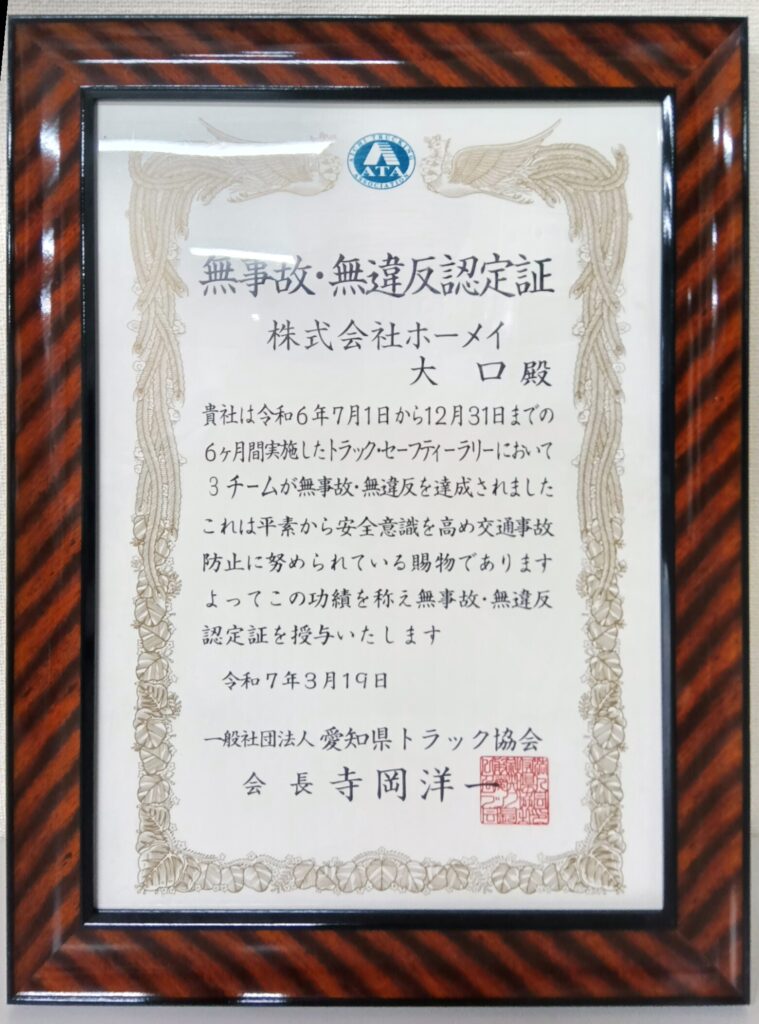 AICHI TRUCKING
ATA
ASSOCIATION
無事故・無違反認定証
株式会社ホーメイ
大口殿
貴社は令和6年7月1日から12月31日までの
6ヶ月間実施したトラック・セーフティーラリーにおいて
3チームが無事故・無違反を達成されました
これは平素から安全意識を高め交通事故
防止に努められている賜物であります
よってこの功績を称え無事故・無違反
認定証を授与いたします
令和7年3月19日
一般社団法人 愛知県トラック協会
会長 寺岡洋一